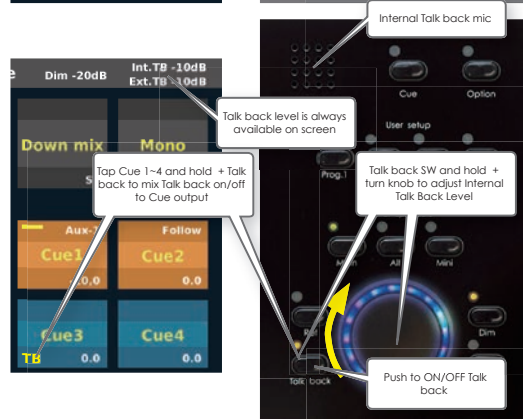 Internal Talk back mic
Dim -20dB
Int.TB -10dB
Ext.TB -10dB
Cue
Option
Talk back level is always
available on screen
User setup
Down mix
Mono
Prog.1
Tap Cue 1~4 and hold + Talk
back to mix Talk back on/off
to Cue output
Talk back SW and hold +
turn knob to adjust Internal
Talk Back Level
Aux-1
Follow
Cue1
Cue2
0.0
Main
Alt
Mini
Cue3
Cue4
TB
0.0
0.0
Dim
Talk back
Push to ON/OFF Talk
back